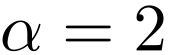 α = 2